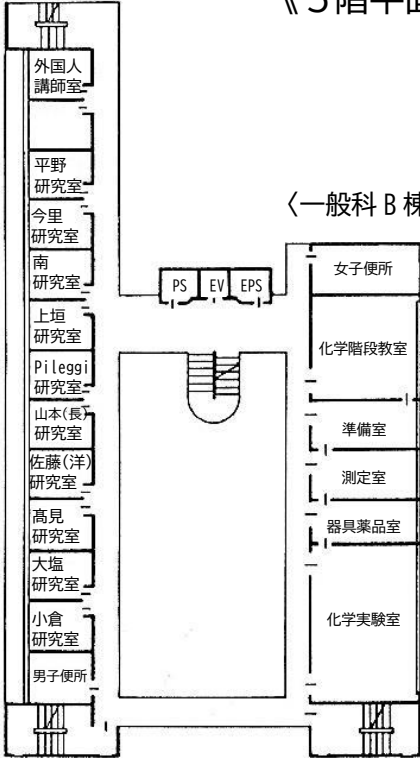 《3階平面
外国人
講師室
平野
研究室
今里
研究室
南
研究室
上垣
研究室
Pileggi
研究室
山本(長)
研究室
佐藤(洋)
研究室
髙見
研究室
大塩
研究室
小倉
研究室
男子便所
PS
EV
EPS
〈一般科B棟
女子便所
化学階段教室
準備室
測定室
器具薬品室
化学実験室